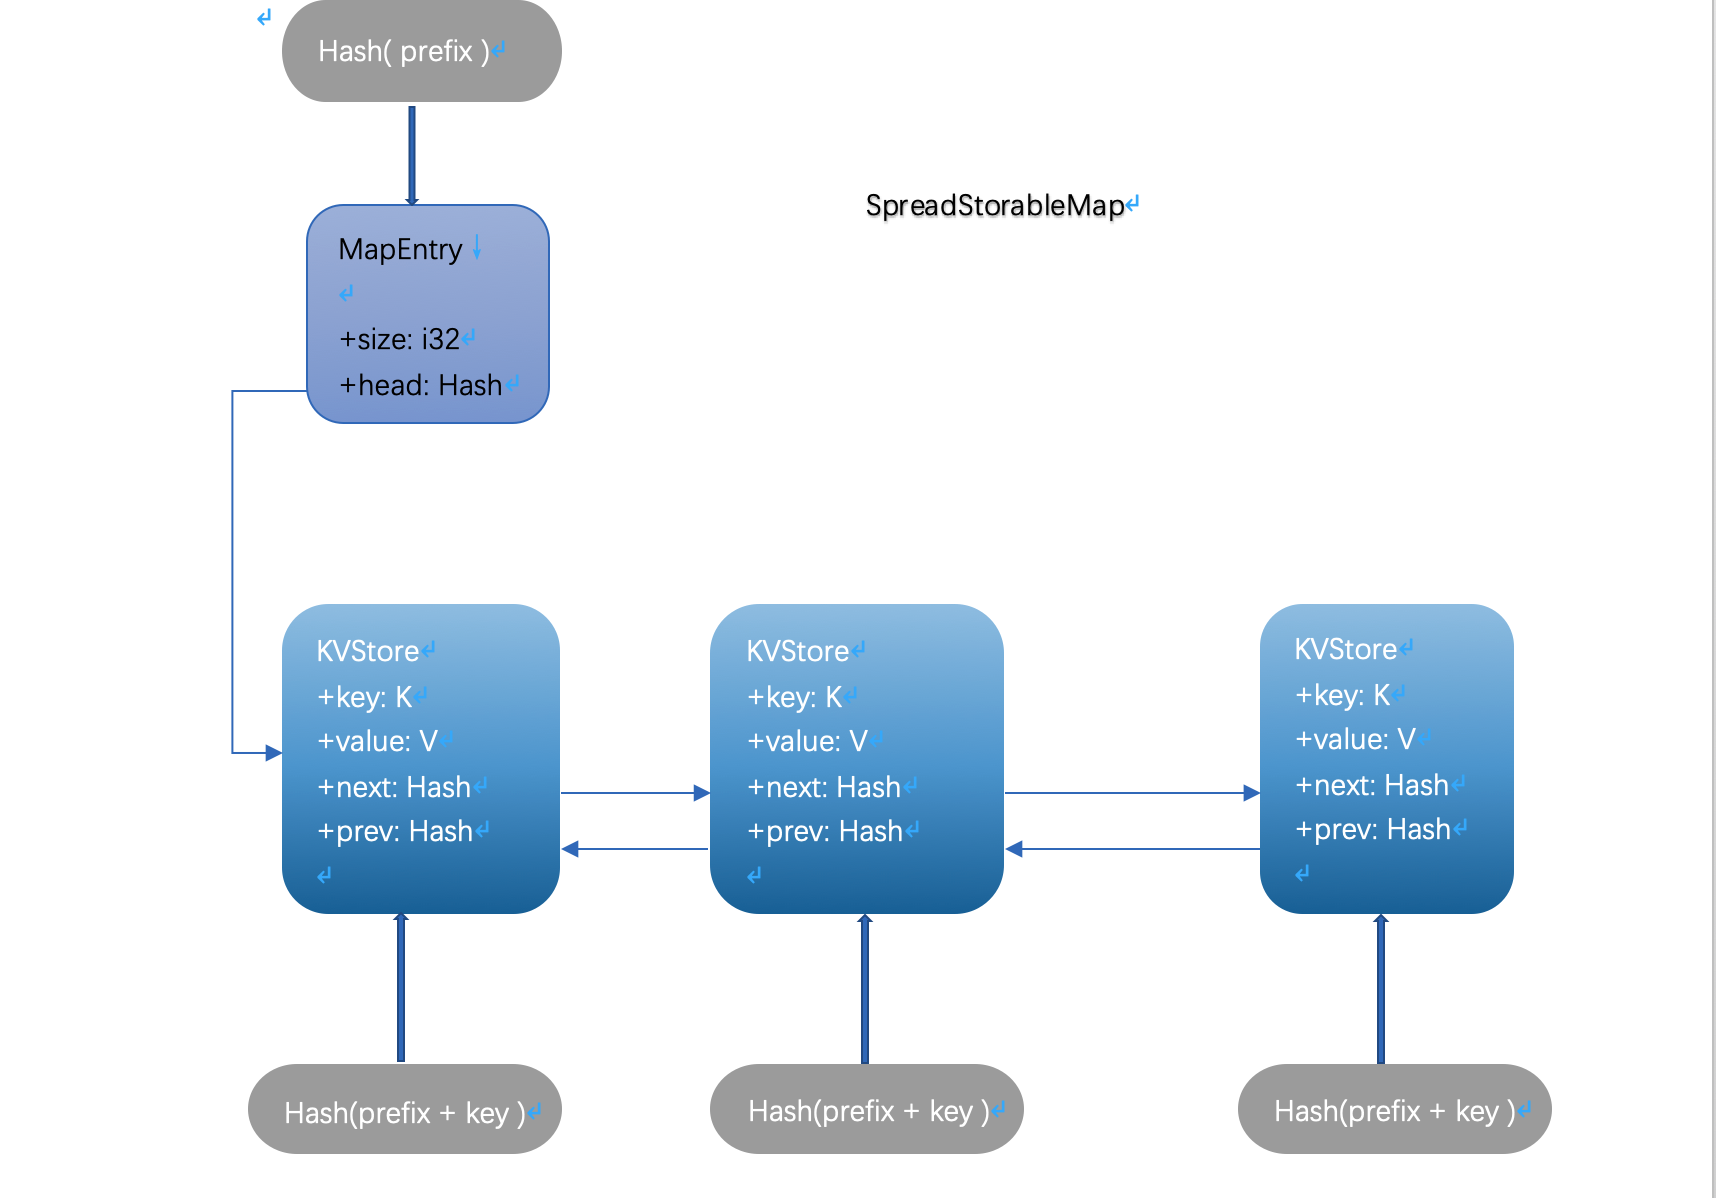 Hash( prefix )
SpreadStorableMap
MapEntry
+size: i32
+head: Hash
KVStore
+key: K
+value: V
+next: Hash
+prev: Hash
KVStore
+key: K
+value: V
+next: Hash
+prev: Hash
KVStore
+key: K
+value: V
+next: Hash
+prev: Hash
Hash(prefix + key )
Hash(prefix + key )
Hash(prefix + key )